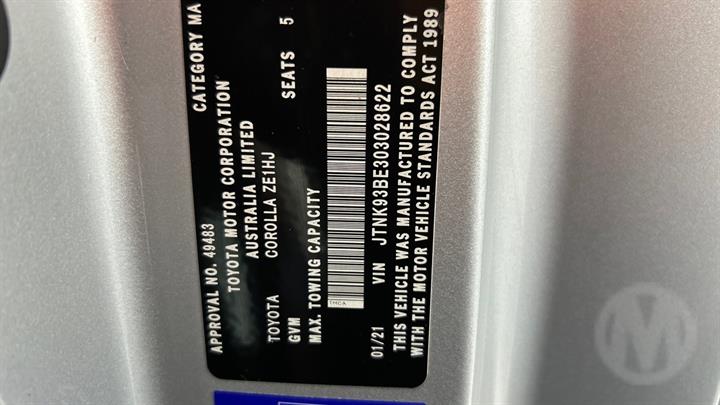 APPROVAL NO. 49483 CATEGORY MA
TOYOTA MOTOR CORPORATION
AUSTRALIA LIMITED
TOYOTA COROLLA ZE1HJ
GVM SEATS 5
MAX. TOWING CAPACITY
TMCA
01/21 VIN JTNK93BE303028622
THIS VEHICLE WAS MANUFACTURED TO COMPLY
WITH THE MOTOR VEHICLE STANDARDS ACT 1989
M